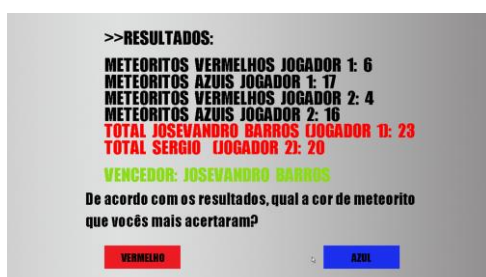 >>RESULTADOS:
METEORITOS VERMELHOS JOGADOR 1: 6
METEORITOS AZUIS JOGADOR 1: 17
METEORITOS VERMELHOS JOGADOR 2: 4
METEORITOS AZUIS JOGADOR 2: 16
TOTAL JOSEVANDRO BARROS (JOGADOR 1): 23
TOTAL SERGIO (JOGADOR 2): 20
VENCEDOR: JOSEVANDRO BARROS
De acordo com os resultados, qual a cor de meteorito
que vocês mais acertaram?
VERMELHO AZUL